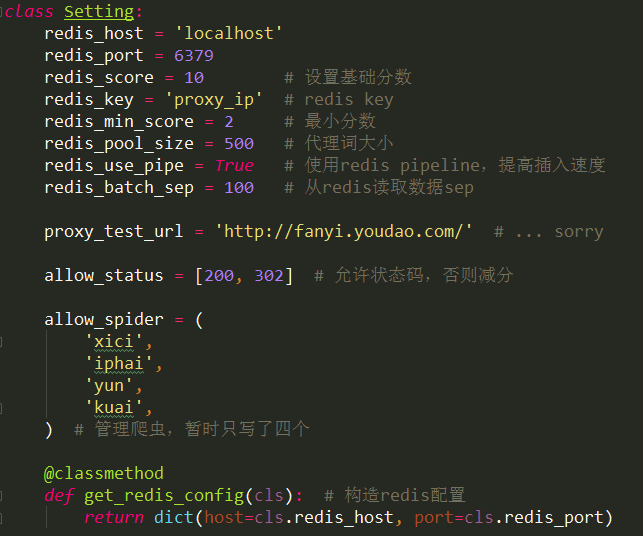 class Setting:
    redis_host = 'localhost'
    redis_port = 6379
    redis_score = 10        # 设置基础分数
    redis_key = 'proxy_ip'  # redis key
    redis_min_score = 2     # 最小分数
    redis_pool_size = 500   # 代理词大小
    redis_use_pipe = True   # 使用redis pipeline，提高插入速度
    redis_batch_sep = 100   # 从redis读取数据sep
    proxy_test_url = 'http://fanyi.youdao.com/'  # ... sorry
    allow_status = [200, 302]  # 允许状态码，否则减分
    allow_spider = (
        'xici',
        'iphai',
        'yun',
        'kuai',
    )  # 管理爬虫，暂时只写了四个
    @classmethod
    def get_redis_config(cls):  # 构造redis配置
        return dict(host=cls.redis_host, port=cls.redis_port)